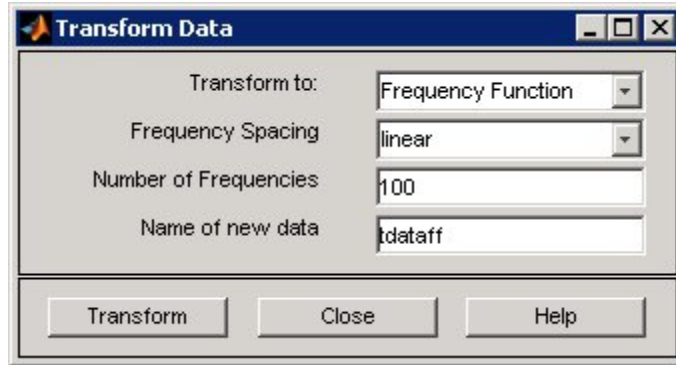 Transform Data
Transform to: Frequency Function
Frequency Spacing linear
Number of Frequencies 100
Name of new data tdataff
Transform Close Help